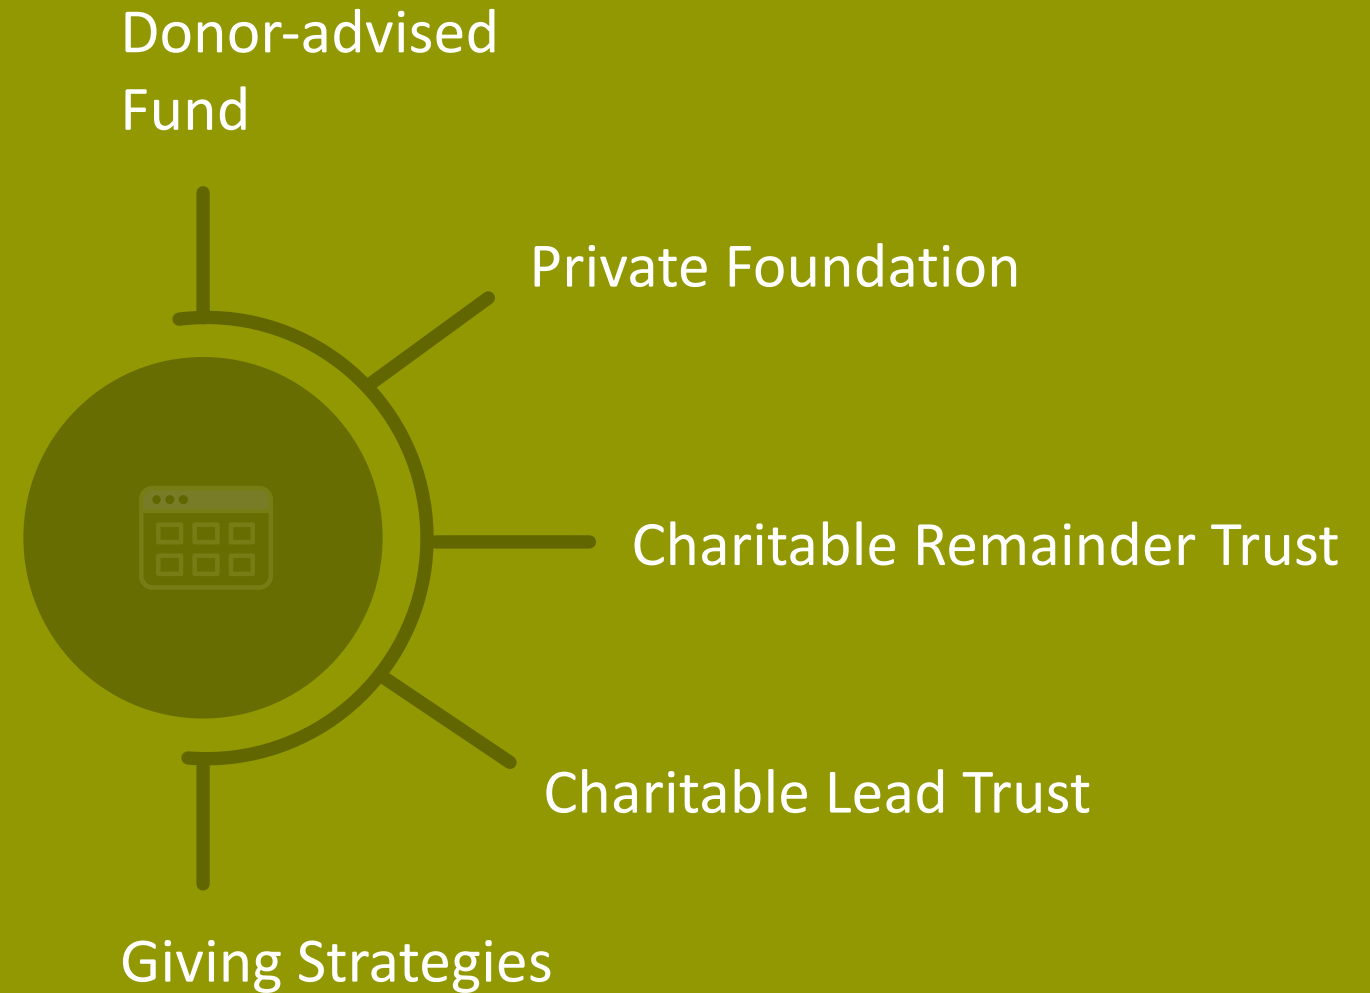 Donor-advised
Fund
Private Foundation
Charitable Remainder Trust
Charitable Lead Trust
Giving Strategies